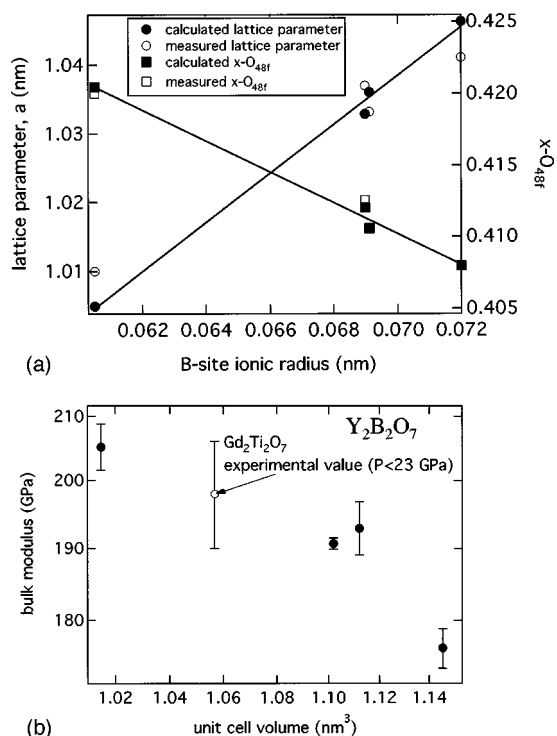 calculated lattice parameter
measured lattice parameter
calculated x-O48f
measured x-O48f
1.04
1.03
1.02
1.01
lattice parameter, a (nm)
0.425
0.420
0.415
0.410
0.405
x-O48f
0.062 0.064 0.066 0.068 0.070 0.072
B-site ionic radius (nm)
(a)
210
200
190
180
bulk modulus (GPa)
Y2B2O7
Gd2Ti2O7
experimental value (P<23 GPa)
1.02 1.04 1.06 1.08 1.10 1.12 1.14
unit cell volume (nm3)
(b)